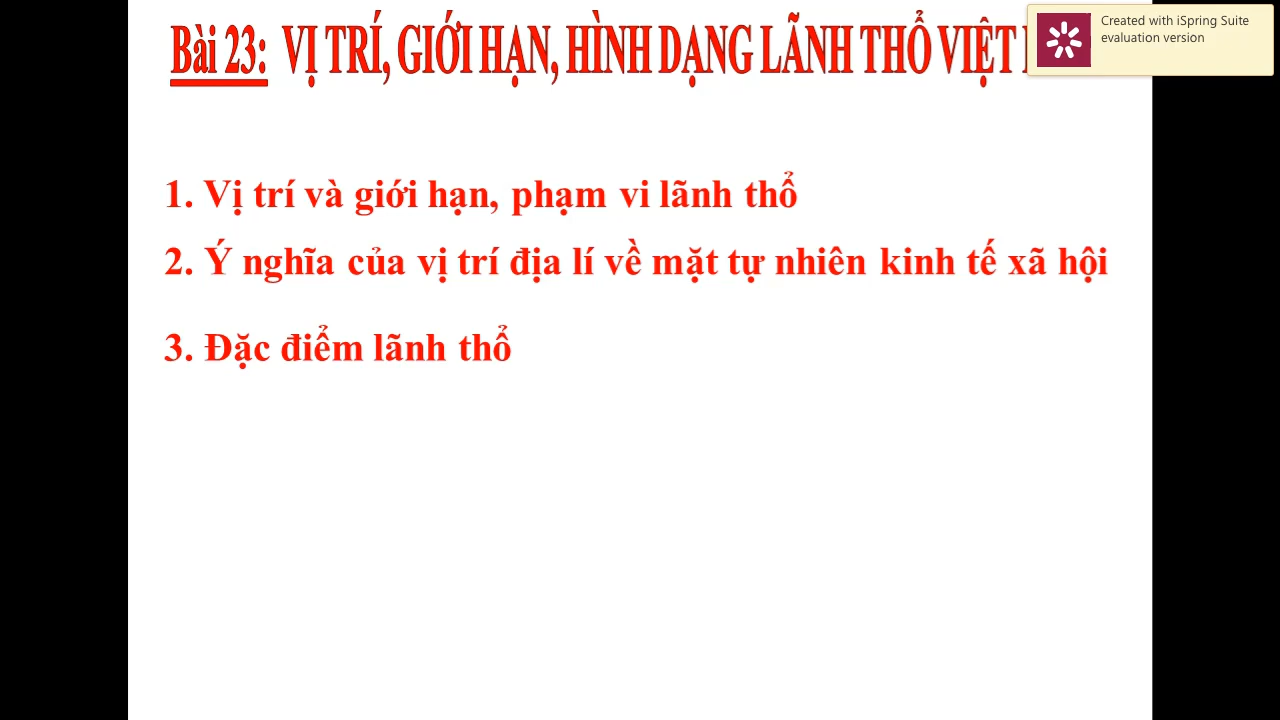 Bài 23: VỊ TRÍ, GIỚI HẠN, HÌNH DẠNG LÃNH THỔ VIỆT
Created with iSpring Suite
evaluation version
1. Vị trí và giới hạn, phạm vi lãnh thổ
2. Ý nghĩa của vị trí địa lí về mặt tự nhiên kinh tế xã hội
3. Đặc điểm lãnh thổ